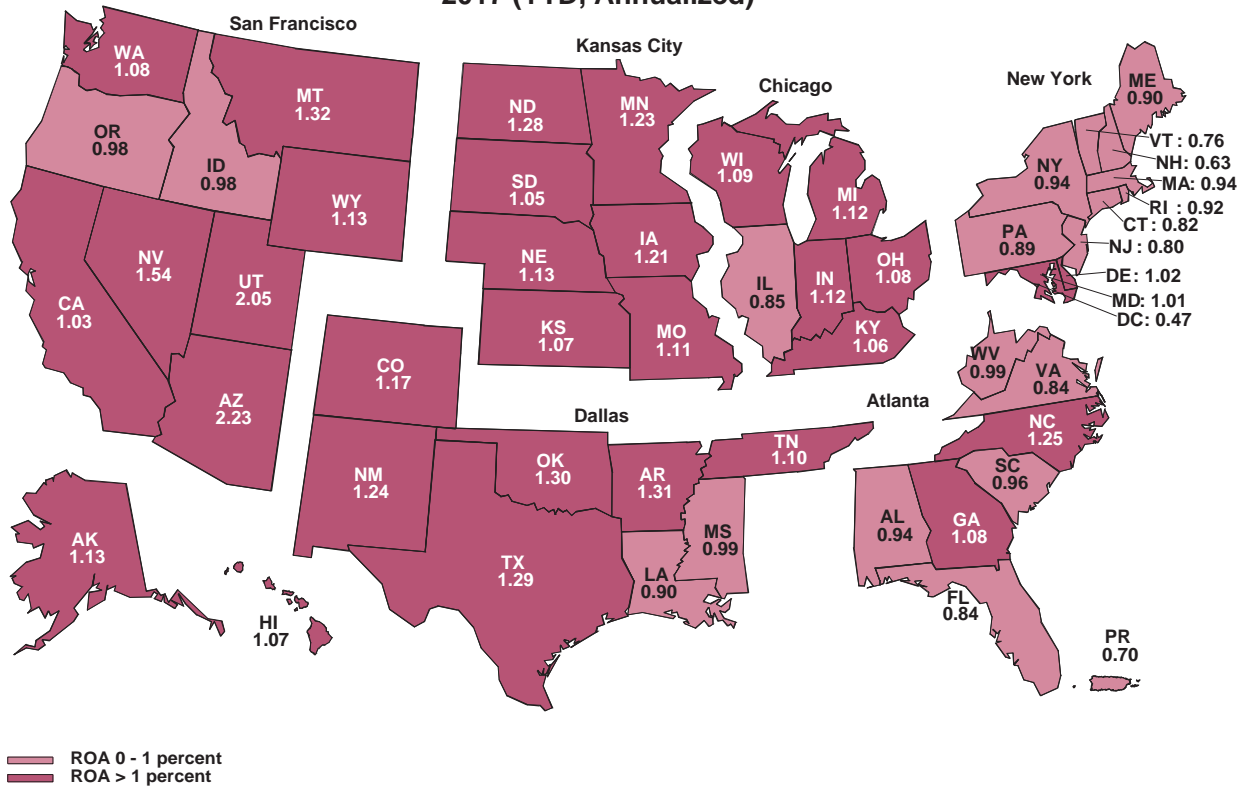 2017 (YTD, Annualized)
San Francisco
Kansas City
Chicago
New York
WA
1.08
MT
1.32
OR
0.98
ID
0.98
WY
1.13
NV
1.54
UT
2.05
CA
1.03
AZ
2.23
AK
1.13
HI
1.07
ND
1.28
MN
1.23
SD
1.05
NE
1.13
IA
1.21
KS
1.07
MO
1.11
WI
1.09
MI
1.12
IL
0.85
IN
1.12
OH
1.08
KY
1.06
ME
0.90
VT : 0.76
NH: 0.63
NY
0.94
MA: 0.94
RI : 0.92
CT : 0.82
PA
0.89
NJ : 0.80
DE: 1.02
MD: 1.01
DC: 0.47
Dallas
CO
1.17
NM
1.24
OK
1.30
TX
1.29
AR
1.31
TN
1.10
MS
0.99
LA
0.90
Atlanta
WV
0.99
VA
0.84
NC
1.25
SC
0.96
AL
0.94
GA
1.08
FL
0.84
PR
0.70
ROA 0 - 1 percent
ROA > 1 percent